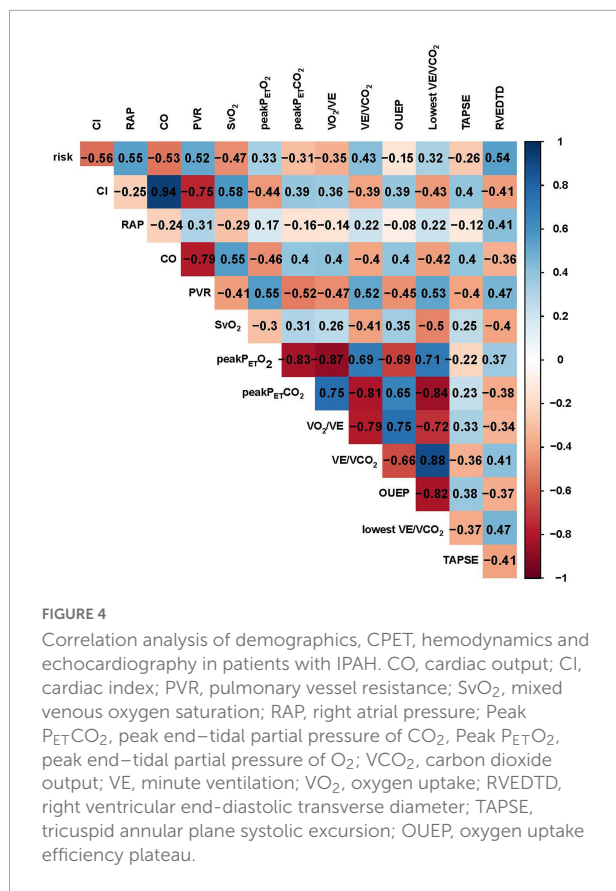 CI RAP CO PVR SvO₂ peakPETO₂ peakPETCO₂ VO₂/VE VE/VCO₂ OUEP Lowest VE/VCO₂ TAPSE RVEDTD
risk −0.56 0.55 −0.53 0.52 −0.47 0.33 −0.31 −0.35 0.43 −0.15 0.32 −0.26 0.54
CI −0.25 0.94 −0.75 0.58 −0.44 0.39 0.36 −0.39 0.39 −0.43 0.4 −0.41
RAP −0.24 0.31 −0.29 0.17 −0.16 −0.14 0.22 −0.08 0.22 −0.12 0.41
CO −0.79 0.55 −0.46 0.4 0.4 −0.4 0.4 −0.42 0.4 −0.36
PVR −0.41 0.55 −0.52 −0.47 0.52 −0.45 0.53 −0.4 0.47
SvO₂ −0.3 0.31 0.26 −0.41 0.35 −0.5 0.25 −0.4
peakPETO₂ −0.83 −0.87 0.69 −0.69 0.71 −0.22 0.37
peakPETCO₂ 0.75 −0.81 0.65 −0.84 0.23 −0.38
VO₂/VE −0.79 0.75 −0.72 0.33 −0.34
VE/VCO₂ −0.66 0.88 −0.36 0.41
OUEP −0.82 0.38 −0.37
lowest VE/VCO₂ −0.37 0.47
TAPSE −0.41
1
0.8
0.6
0.4
0.2
0
−0.2
−0.4
−0.6
−0.8
−1
FIGURE 4
Correlation analysis of demographics, CPET, hemodynamics and
echocardiography in patients with IPAH. CO, cardiac output; CI,
cardiac index; PVR, pulmonary vessel resistance; SvO₂, mixed
venous oxygen saturation; RAP, right atrial pressure; Peak
PETCO₂, peak end–tidal partial pressure of CO₂, Peak PETO₂,
peak end–tidal partial pressure of O₂; VCO₂, carbon dioxide
output; VE, minute ventilation; VO₂, oxygen uptake; RVEDTD,
right ventricular end-diastolic transverse diameter; TAPSE,
tricuspid annular plane systolic excursion; OUEP, oxygen uptake
efficiency plateau.